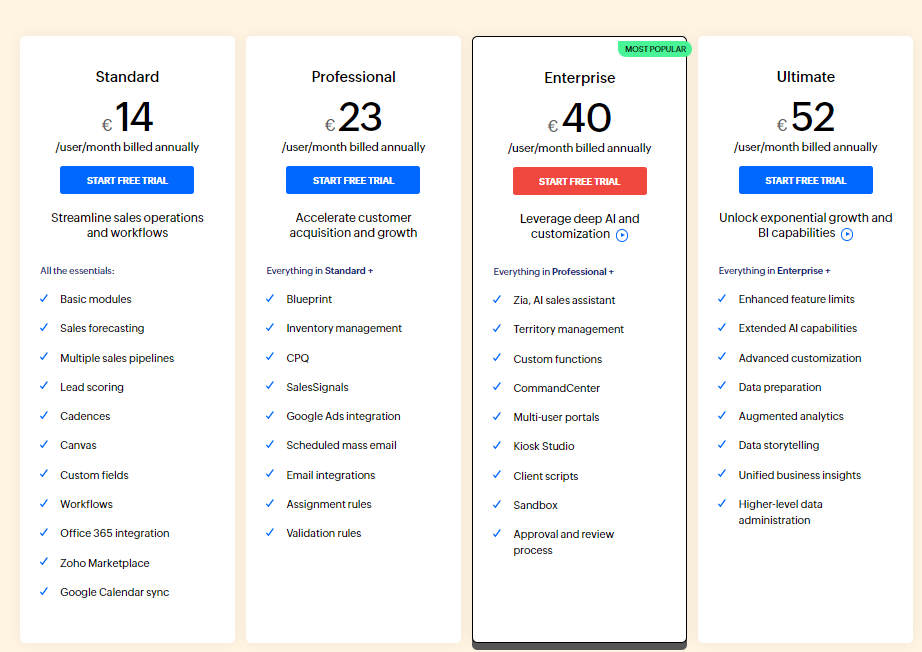 Standard
€ 14
/user/month billed annually
START FREE TRIAL
Streamline sales operations
and workflows
All the essentials:
Basic modules
Sales forecasting
Multiple sales pipelines
Lead scoring
Cadences
Canvas
Custom fields
Workflows
Office 365 integration
Zoho Marketplace
Google Calendar sync
Professional
€ 23
/user/month billed annually
START FREE TRIAL
Accelerate customer
acquisition and growth
Everything in Standard +
Blueprint
Inventory management
CPQ
SalesSignals
Google Ads integration
Scheduled mass email
Email integrations
Assignment rules
Validation rules
MOST POPULAR
Enterprise
€ 40
/user/month billed annually
START FREE TRIAL
Leverage deep AI and
customization
Everything in Professional +
Zia, AI sales assistant
Territory management
Custom functions
CommandCenter
Multi-user portals
Kiosk Studio
Client scripts
Sandbox
Approval and review
process
Ultimate
€ 52
/user/month billed annually
START FREE TRIAL
Unlock exponential growth and
BI capabilities
Everything in Enterprise +
Enhanced feature limits
Extended AI capabilities
Advanced customization
Data preparation
Augmented analytics
Data storytelling
Unified business insights
Higher-level data
administration